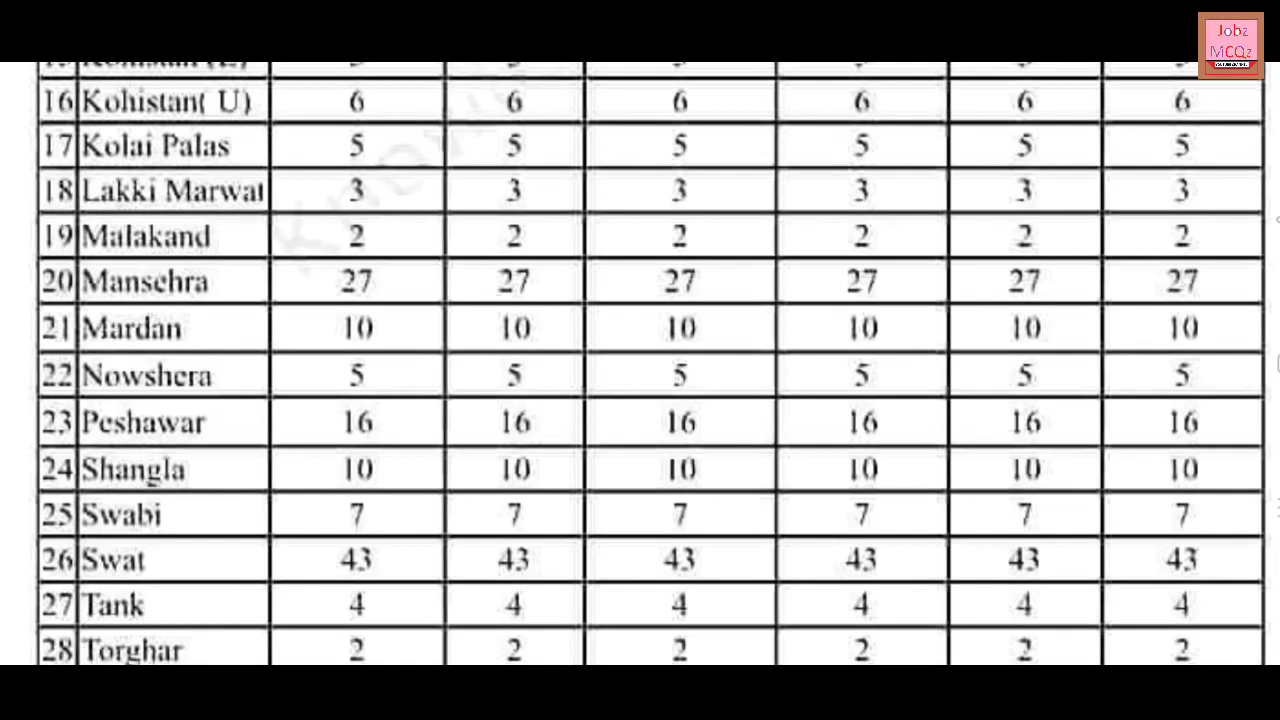 Jobz
MCQz
16 Kohistan( U) 6 6 6 6 6 6
17 Kolai Palas 5 5 5 5 5 5
18 Lakki Marwat 3 3 3 3 3 3
19 Malakand 2 2 2 2 2 2
20 Mansehra 27 27 27 27 27 27
21 Mardan 10 10 10 10 10 10
22 Nowshera 5 5 5 5 5 5
23 Peshawar 16 16 16 16 16 16
24 Shangla 10 10 10 10 10 10
25 Swabi 7 7 7 7 7 7
26 Swat 43 43 43 43 43 43
27 Tank 4 4 4 4 4 4
28 Torghar 2 2 2 2 2 2